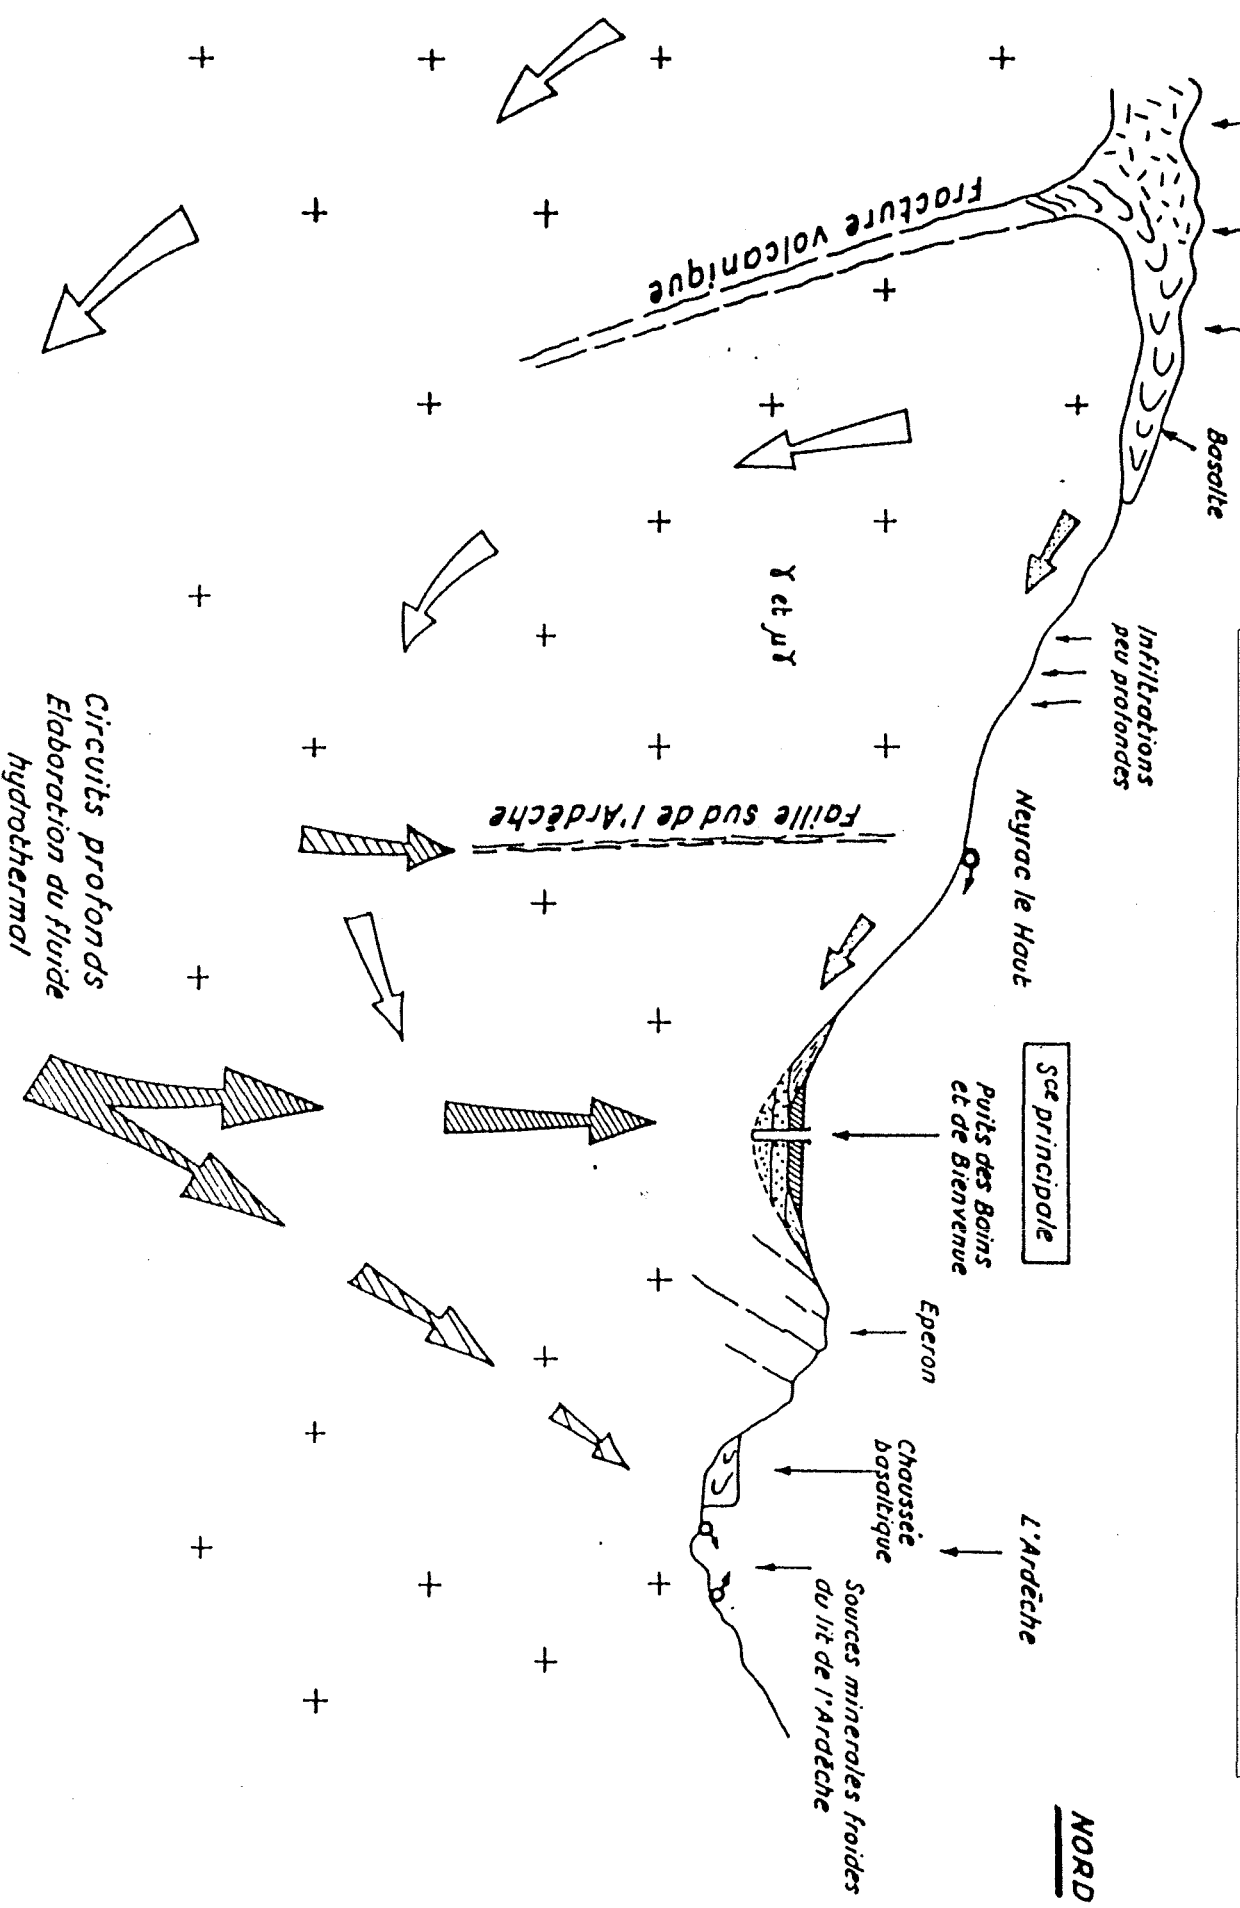 NORD
Basalte
Infiltrations
peu profondes
Neyrac le Haut
Sce principale
Puits des Bains
et de Bienvenue
Eperon
L'Ardèche
Chaussée
basaltique
Sources minerales froides
du lit de l'Ardèche
Fracture volcanique
γ et μγ
Faille sud de l'Ardèche
Circuits profonds
Elaboration du fluide
hydrothermal